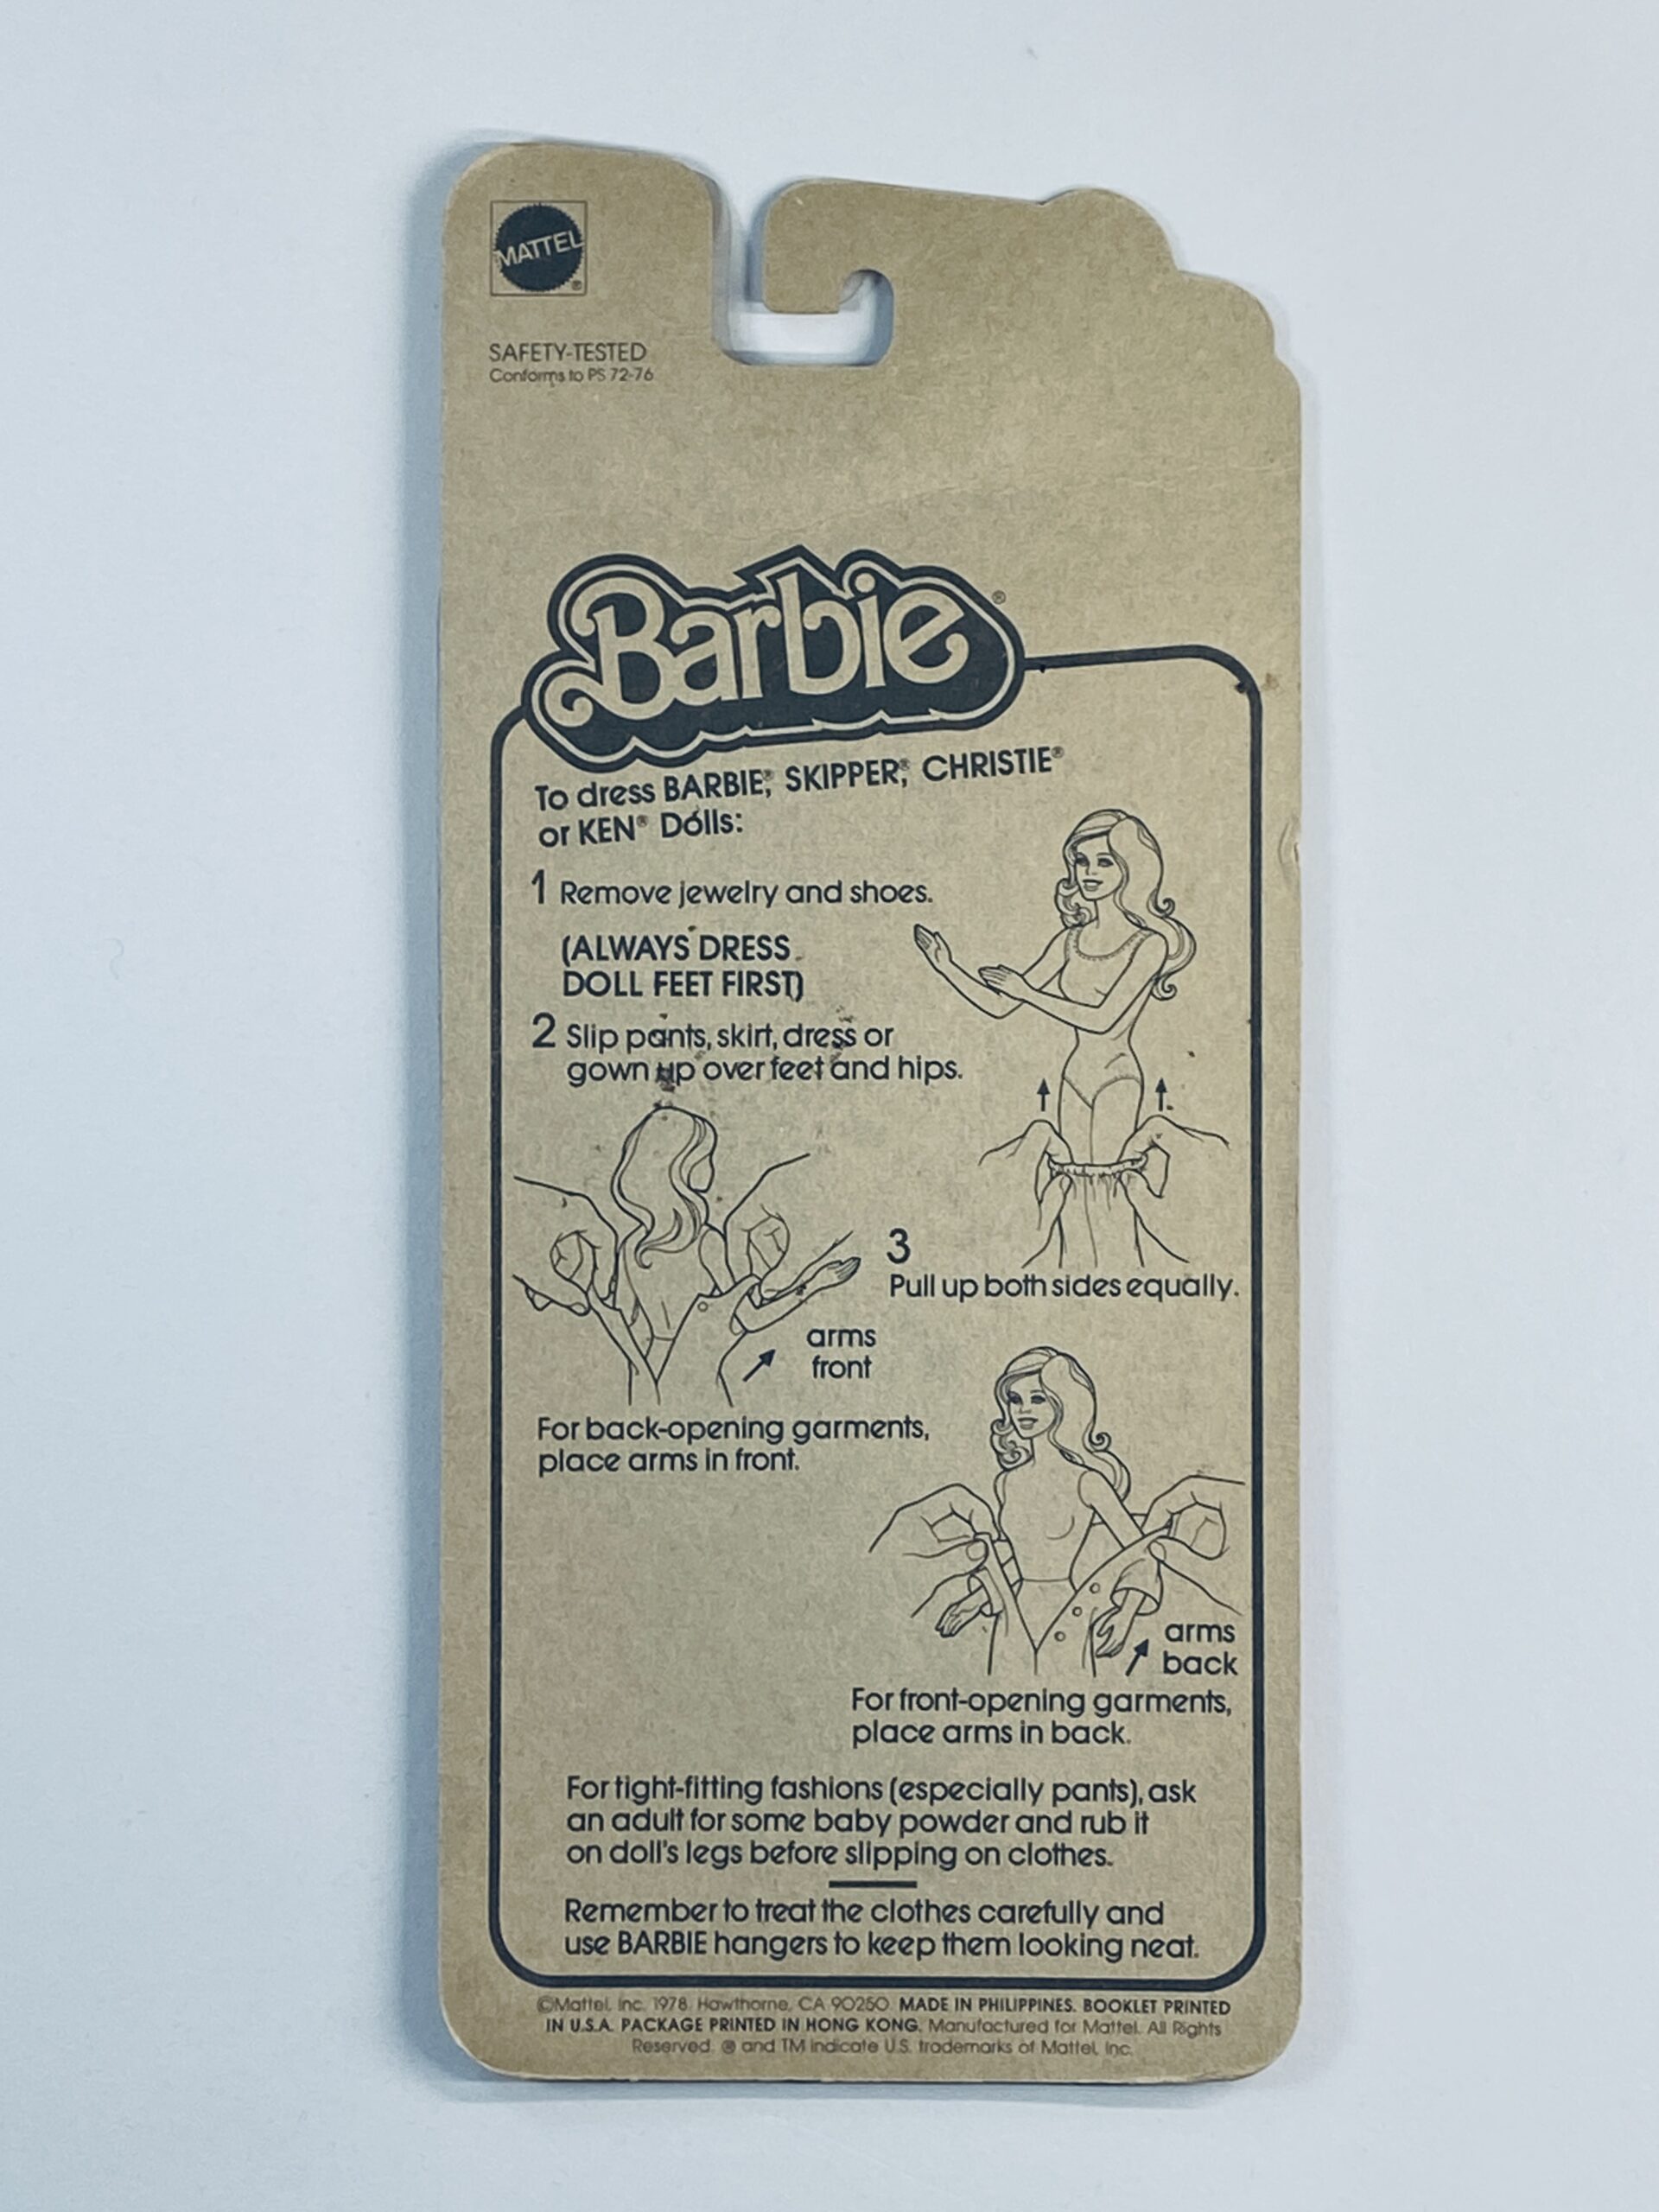 MATTEL
®
SAFETY-TESTED
Conforms to PS 72-76
Barbie®
To dress BARBIE®, SKIPPER®, CHRISTIE®
or KEN® Dolls:
1 Remove jewelry and shoes.
(ALWAYS DRESS
DOLL FEET FIRST)
2 Slip pants, skirt, dress or
gown up over feet and hips.
3
Pull up both sides equally.
arms
front
For back-opening garments,
place arms in front.
arms
back
For front-opening garments,
place arms in back.
For tight-fitting fashions (especially pants), ask
an adult for some baby powder and rub it
on doll's legs before slipping on clothes.
Remember to treat the clothes carefully and
use BARBIE hangers to keep them looking neat.
©Mattel, Inc. 1978. Hawthorne, CA 90250. MADE IN PHILIPPINES. BOOKLET PRINTED
IN U.S.A. PACKAGE PRINTED IN HONG KONG. Manufactured for Mattel. All Rights
Reserved. ® and TM indicate U.S. trademarks of Mattel, Inc.